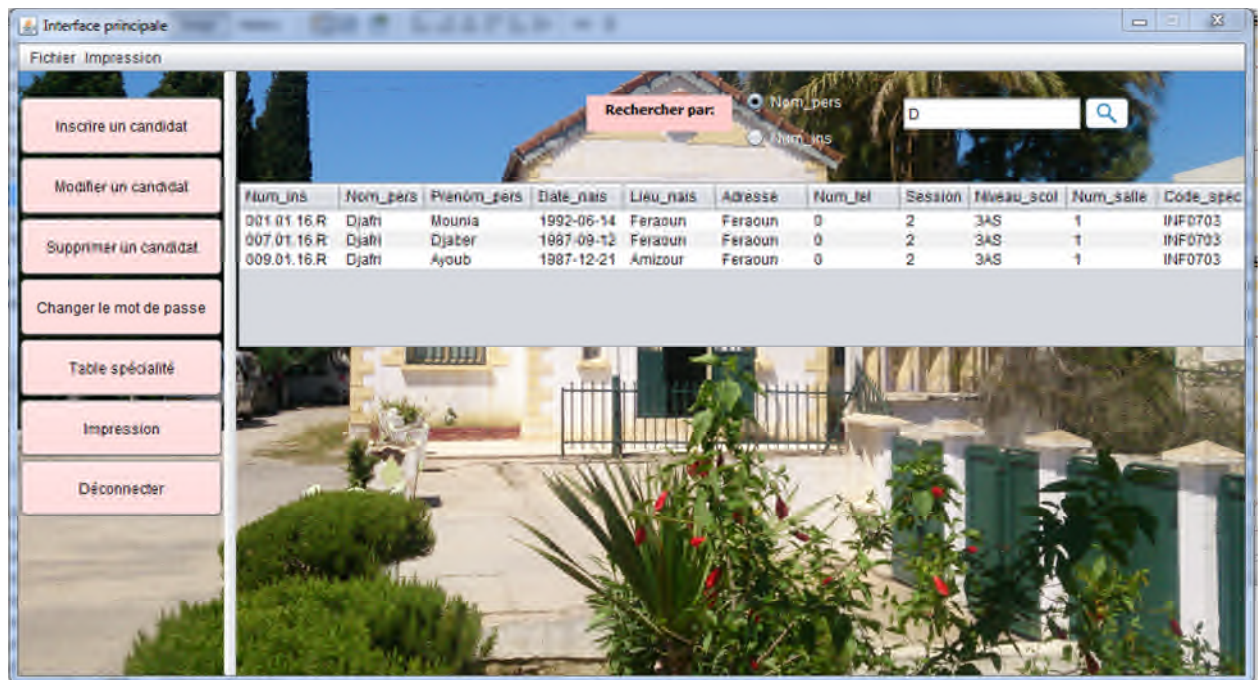 Interface principale
Fichier Impression
Inscrire un candidat
Modifier un candidat
Supprimer un candidat
Changer le mot de passe
Table spécialité
Impression
Déconnecter
Rechercher par:
Nom_pers
Num_ins
D
Num_ins Nom_pers Prenom_pers Date_nais Lieu_nais Adresse Num_tel Session Niveau_scol Num_salle Code_spec
001.01.16.R Djafri Mounia 1992-06-14 Feraoun Feraoun 0 2 3AS 1 INF0703
007.01.16.R Djafri Djaber 1987-09-12 Feraoun Feraoun 0 2 3AS 1 INF0703
009.01.16.R Djafri Ayoub 1987-12-21 Amizour Feraoun 0 2 3AS 1 INF0703